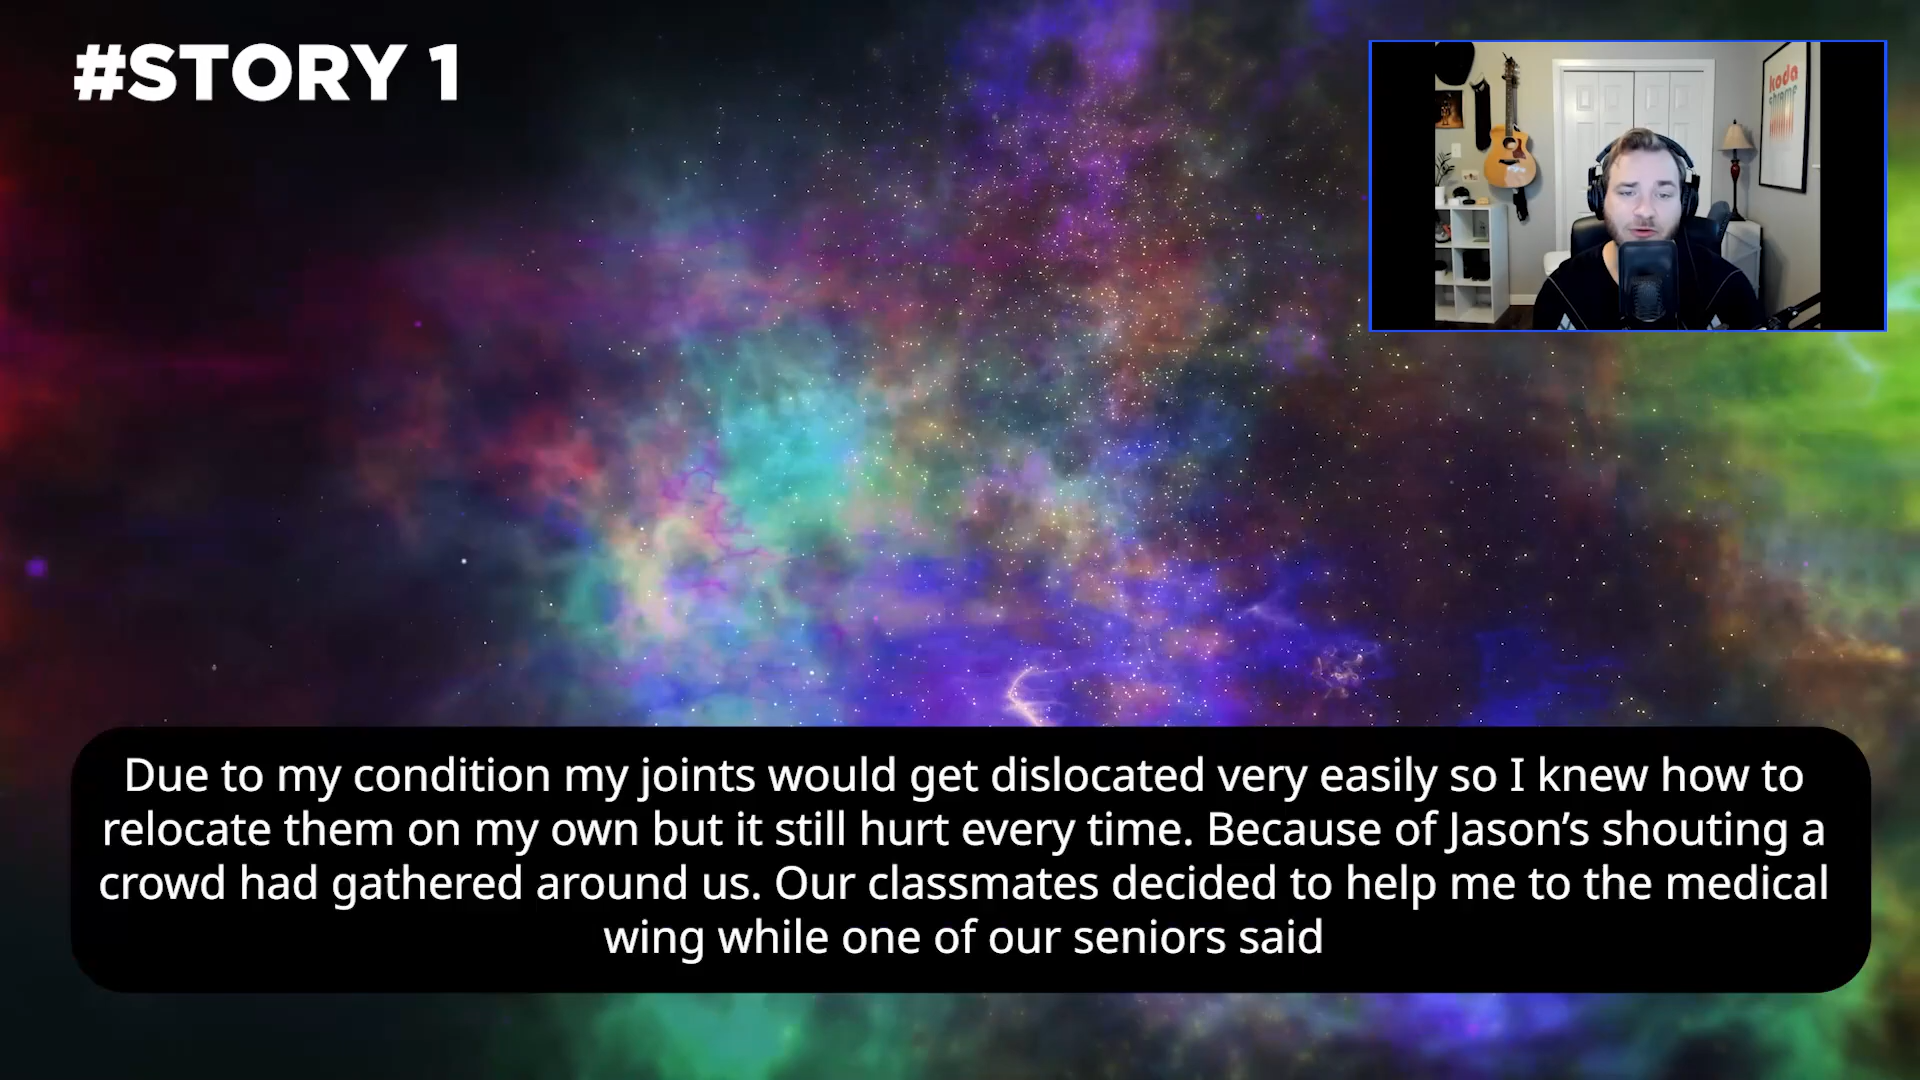 #STORY 1
koda
Due to my condition my joints would get dislocated very easily so I knew how to
relocate them on my own but it still hurt every time. Because of Jason’s shouting a
crowd had gathered around us. Our classmates decided to help me to the medical
wing while one of our seniors said